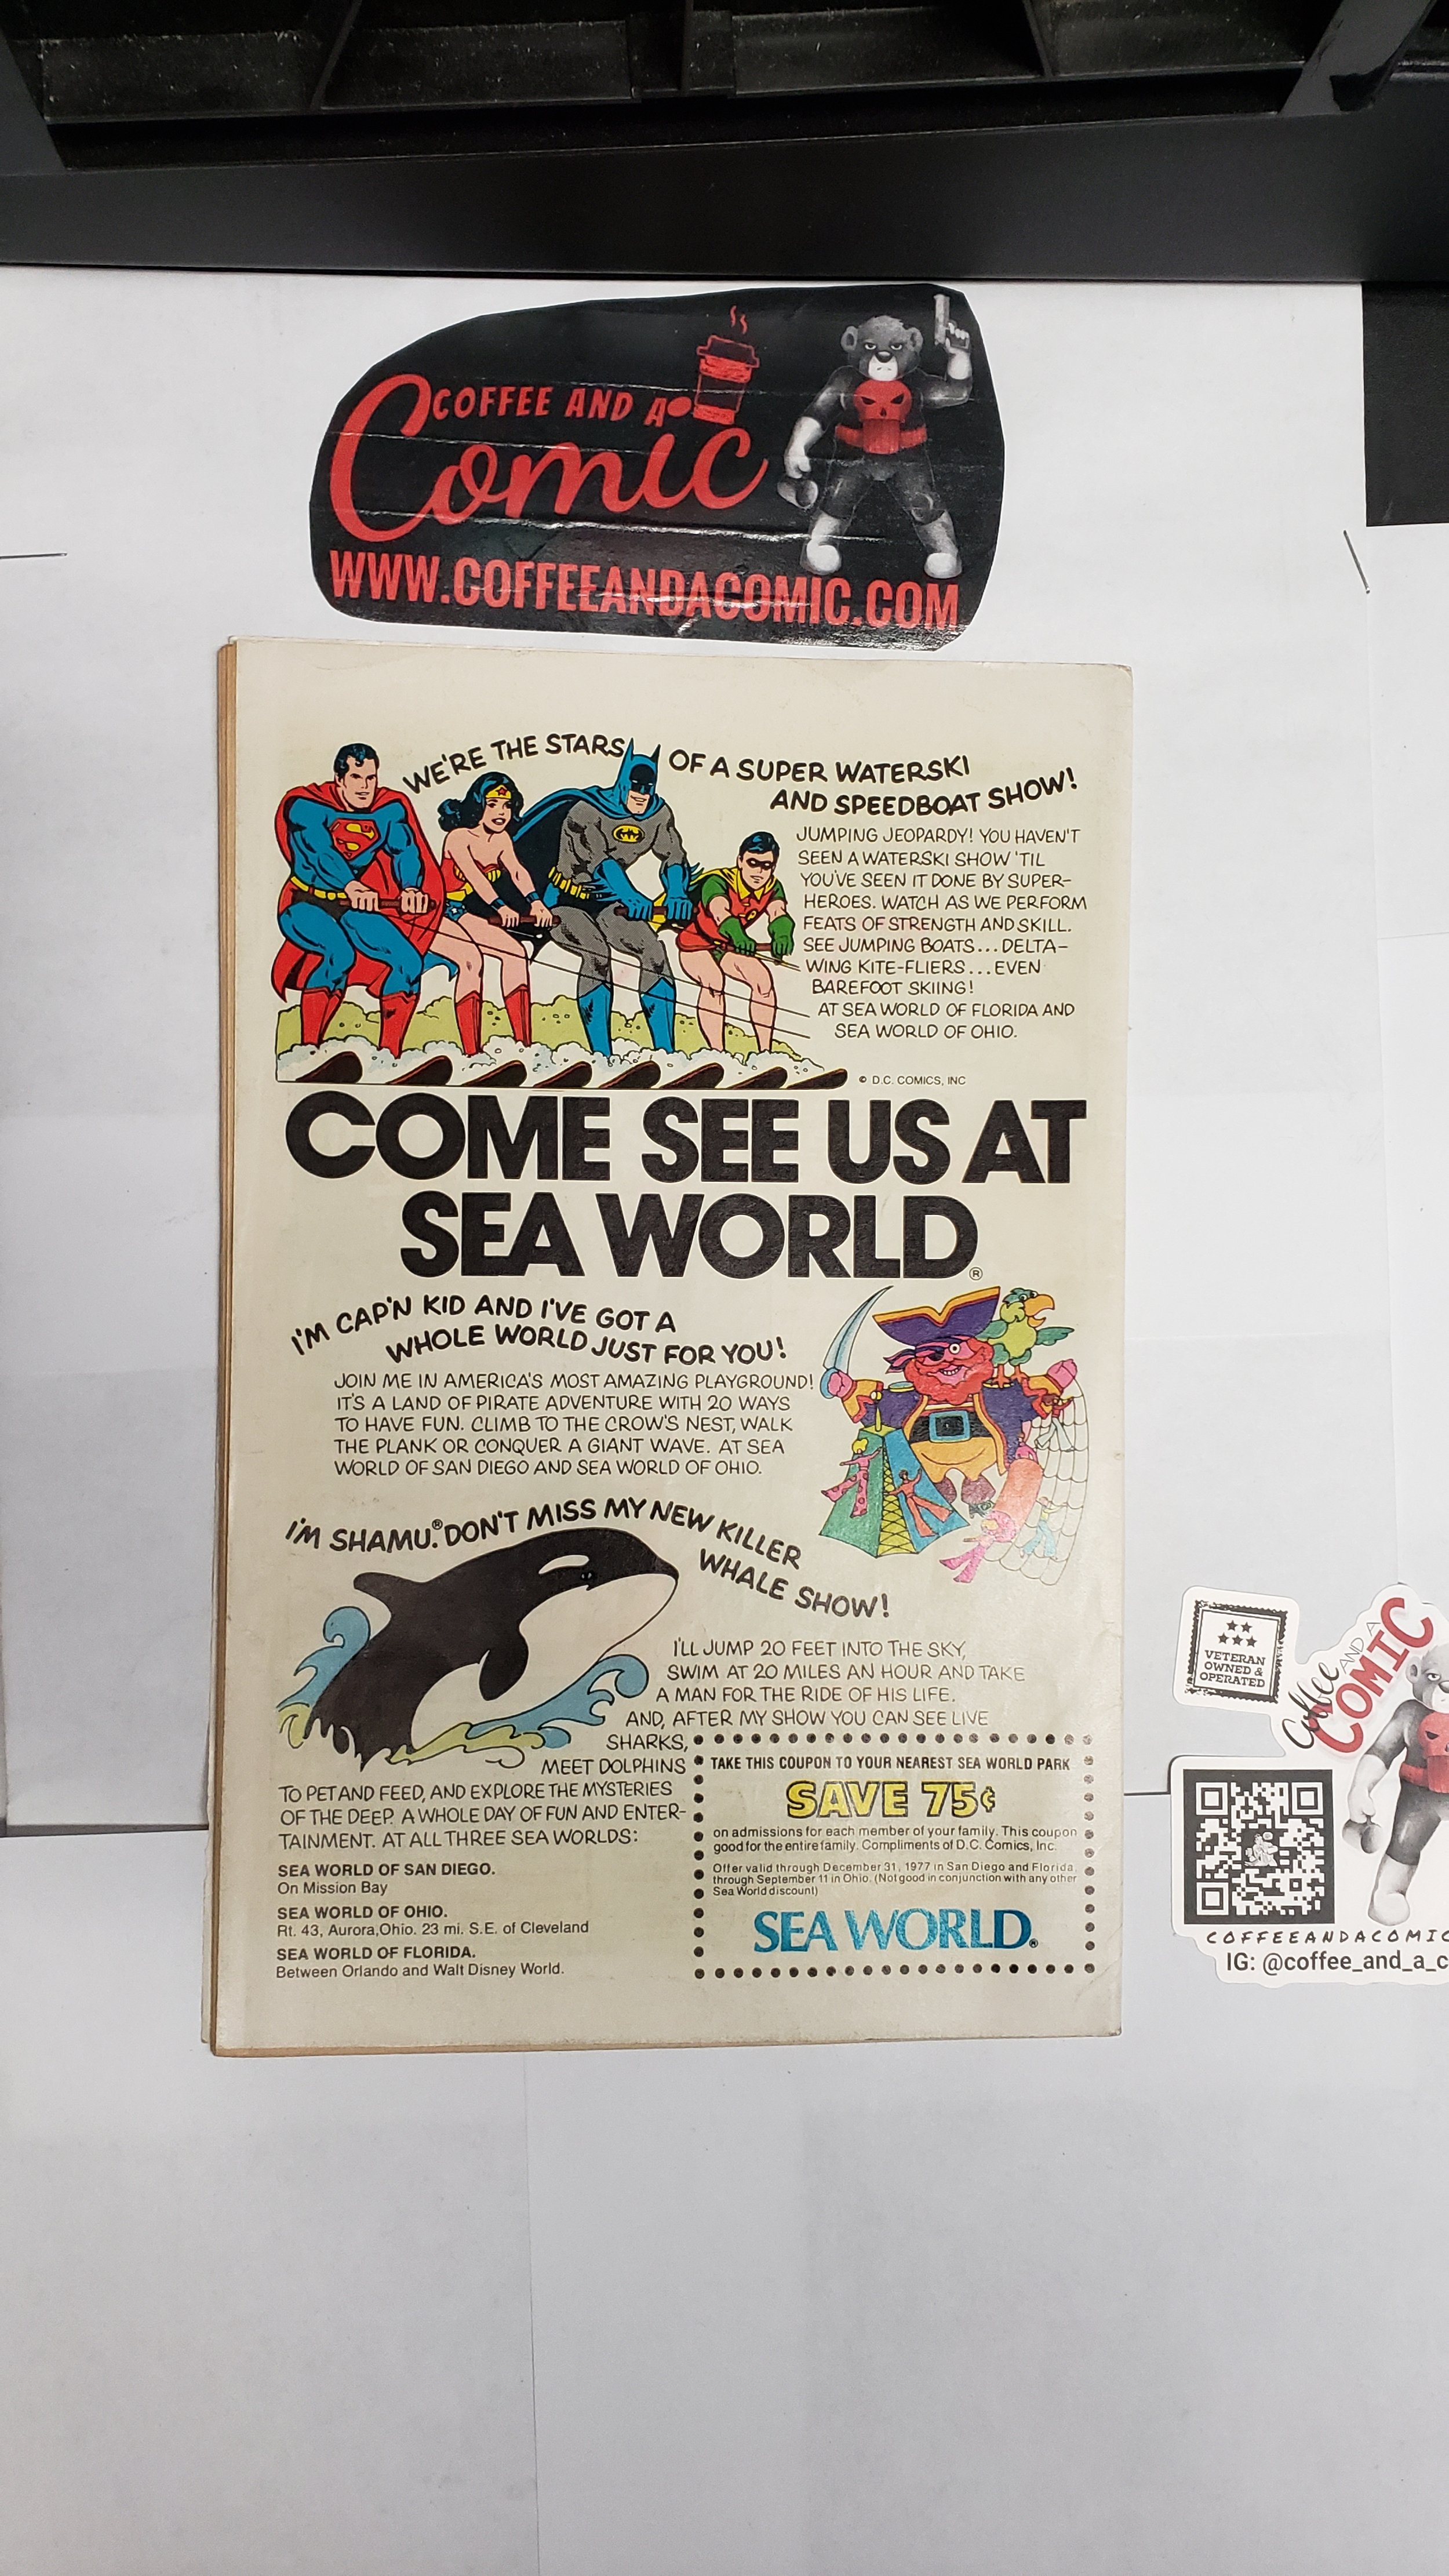 COFFEE AND A
Comic
WWW.COFFEEANDACOMIC.COM
WE'RE THE STARS OF A SUPER WATERSKI
AND SPEEDBOAT SHOW!
JUMPING JEOPARDY! YOU HAVEN'T
SEEN A WATERSKI SHOW 'TIL
YOU'VE SEEN IT DONE BY SUPER-
HEROES. WATCH AS WE PERFORM
FEATS OF STRENGTH AND SKILL.
SEE JUMPING BOATS... DELTA-
WING KITE-FLIERS... EVEN
BAREFOOT SKIING!
AT SEA WORLD OF FLORIDA AND
SEA WORLD OF OHIO.
© D.C. COMICS, INC
COME SEE US AT
SEA WORLD®
I'M CAP'N KID AND I'VE GOT A
WHOLE WORLD JUST FOR YOU!
JOIN ME IN AMERICA'S MOST AMAZING PLAYGROUND!
IT'S A LAND OF PIRATE ADVENTURE WITH 20 WAYS
TO HAVE FUN. CLIMB TO THE CROW'S NEST, WALK
THE PLANK OR CONQUER A GIANT WAVE. AT SEA
WORLD OF SAN DIEGO AND SEA WORLD OF OHIO.
I'M SHAMU.® DON'T MISS MY NEW KILLER
WHALE SHOW!
I'LL JUMP 20 FEET INTO THE SKY,
SWIM AT 20 MILES AN HOUR AND TAKE
A MAN FOR THE RIDE OF HIS LIFE.
AND, AFTER MY SHOW YOU CAN SEE LIVE
SHARKS,
MEET DOLPHINS
TO PET AND FEED, AND EXPLORE THE MYSTERIES
OF THE DEEP. A WHOLE DAY OF FUN AND ENTER-
TAINMENT. AT ALL THREE SEA WORLDS:
SEA WORLD OF SAN DIEGO.
On Mission Bay
SEA WORLD OF OHIO.
Rt. 43, Aurora, Ohio. 23 mi. S.E. of Cleveland
SEA WORLD OF FLORIDA.
Between Orlando and Walt Disney World.
TAKE THIS COUPON TO YOUR NEAREST SEA WORLD PARK
SAVE 75¢
on admissions for each member of your family. This coupon
good for the entire family. Compliments of D.C. Comics, Inc.
Offer valid through December 31, 1977 in San Diego and Florida,
through September 11 in Ohio. (Not good in conjunction with any other
Sea World discount)
SEA WORLD®
VETERAN
OWNED &
OPERATED
Coffee AND A
COMIC
COFFEEANDACOMIC
IG: @coffee_and_a_c